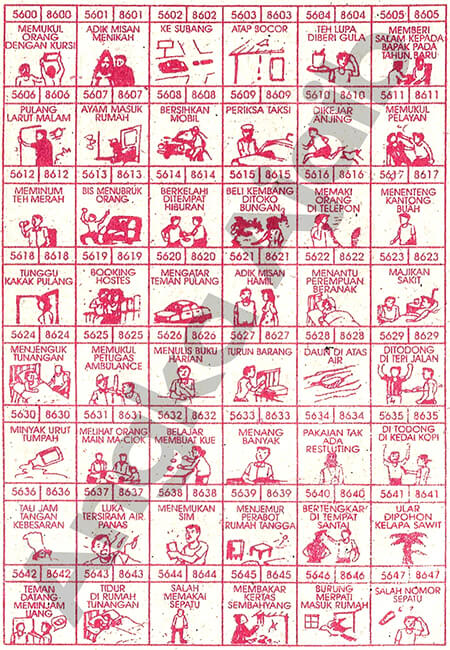 5600 8600 5601 8601 5602 8602 5603 8603 5604 8604 5605 8605
MEMUKUL
ORANG
DENGAN KURSI
ADIK MISAN
MENIKAH
KE SUBANG
ATAP BOCOR
TEH LUPA
DIBERI GULA
MEMBERI
SALAM KEPADA
BAPAK PADA
TAHUN BARU
5606 8606 5607 8607 5608 8608 5609 8609 5610 8610 5611 8611
PULANG
LARUT MALAM
AYAM MASUK
RUMAH
BERSIHKAN
MOBIL
PERIKSA TAKSI
DIKEJAR
ANJING
MEMUKUL
PELAYAN
5612 8612 5613 8613 5614 8614 5615 8615 5616 8616 5617 8617
MEMINUM
TEH MERAH
BIS MENUBRUK
ORANG
BERKELAHI
DITEMPAT
HIBURAN
BELI KEMBANG
DITOKO
BUNGAN
MEMAKI
ORANG
DI TELEPON
MENENTENG
KANTONG
BUAH
5618 8618 5619 8619 5620 8620 5621 8621 5622 8622 5623 8623
TUNGGU
KAKAK PULANG
BOOKING
HOSTES
MENGATAR
TEMAN PULANG
ADIK MISAN
HAMIL
MENANTU
PEREMPUAN
BERANAK
MAJIKAN
SAKIT
5624 8624 5625 8625 5626 8626 5627 8627 5628 8628 5629 8629
MENJENGUK
TUNANGAN
MEMUKUL
PETUGAS
AMBULANCE
MENULIS BUKU
HARIAN
TURUN BARANG
DAUN DI ATAS
AIR
DITODONG
DI TEPI JALAN
5630 8630 5631 8631 5632 8632 5633 8633 5634 8634 5635 8635
MINYAK URUT
TUMPAH
MELIHAT ORANG
MAIN MA-CIOK
BELAJAR
MEMBUAT KUE
MENANG
BANYAK
PAKAIAN TAK
ADA
RESTLUTING
DI TODONG
DI KEDAI KOPI
5636 8636 5637 8637 5638 8638 5639 8639 5640 8640 5641 8641
TALI JAM
TANGAN
KEBESARAN
LUKA
TERSIRAM AIR
PANAS
MENEMUKAN
SIM
MENJEMUR
PERABOT
RUMAH TANGGA
BERTENGKAR
DI TEMPAT
SANTAI
ULAR
DIPOHON
KELAPA SAWIT
5642 8642 5643 8643 5644 8644 5645 8645 5646 8646 5647 8647
TEMAN
DATANG
MEMINJAM
UANG
TIDUR
DI RUMAH
TUNANGAN
SALAH
MEMAKAI
SEPATU
MEMBAKAR
KERTAS
SEMBAHYANG
BURUNG
MERPATI
MASUK RUMAH
SALAH NOMOR
SEPATU